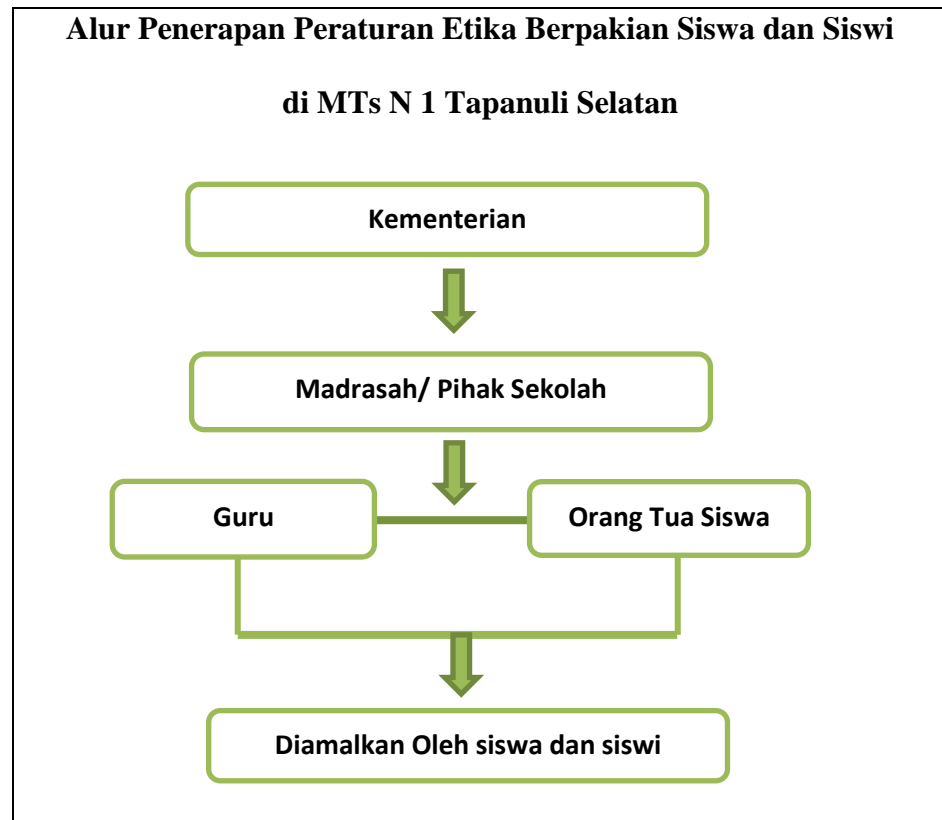 Alur Penerapan Peraturan Etika Berpakian Siswa dan Siswi
di MTs N 1 Tapanuli Selatan
Kementerian
Madrasah/ Pihak Sekolah
Guru
Orang Tua Siswa
Diamalkan Oleh siswa dan siswi